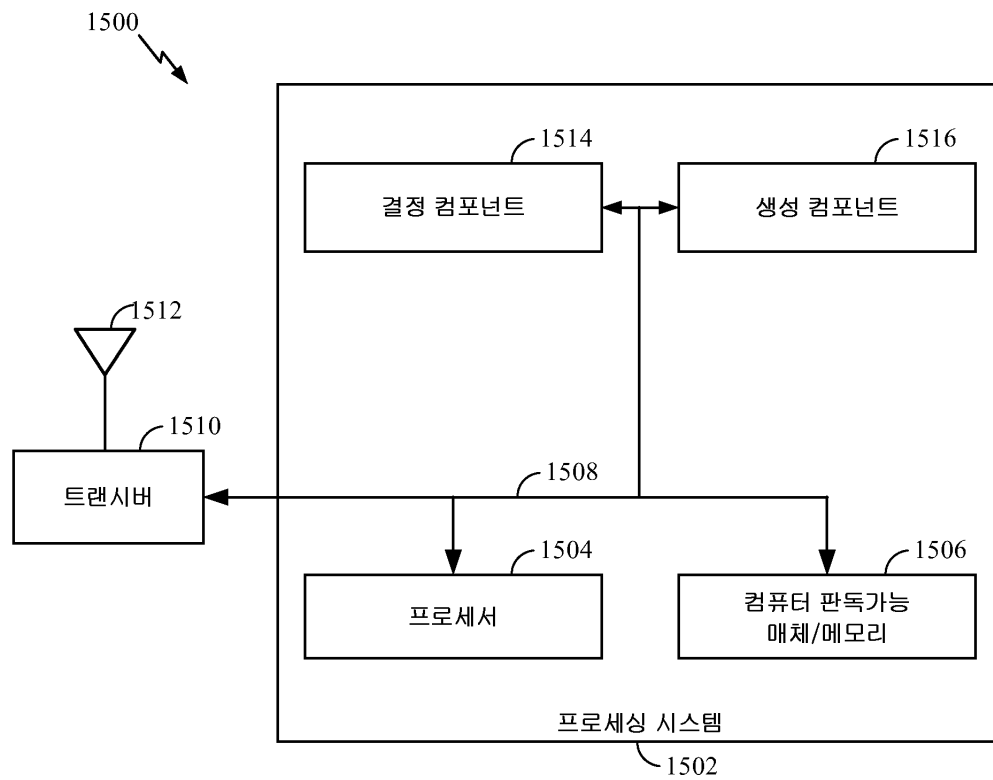 1500
1514
1516
결정 컴포넌트
생성 컴포넌트
1512
1510
트랜시버
1508
1504
1506
프로세서
컴퓨터 판독가능
매체/메모리
프로세싱 시스템
1502